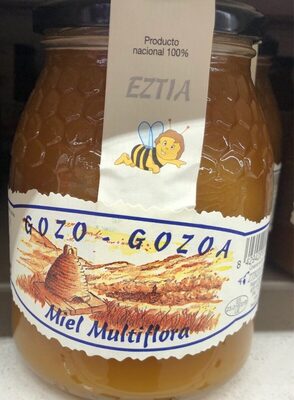 Producto
nacional 100%
EZTIA
GOZO - GOZOA
Miel Multiflora